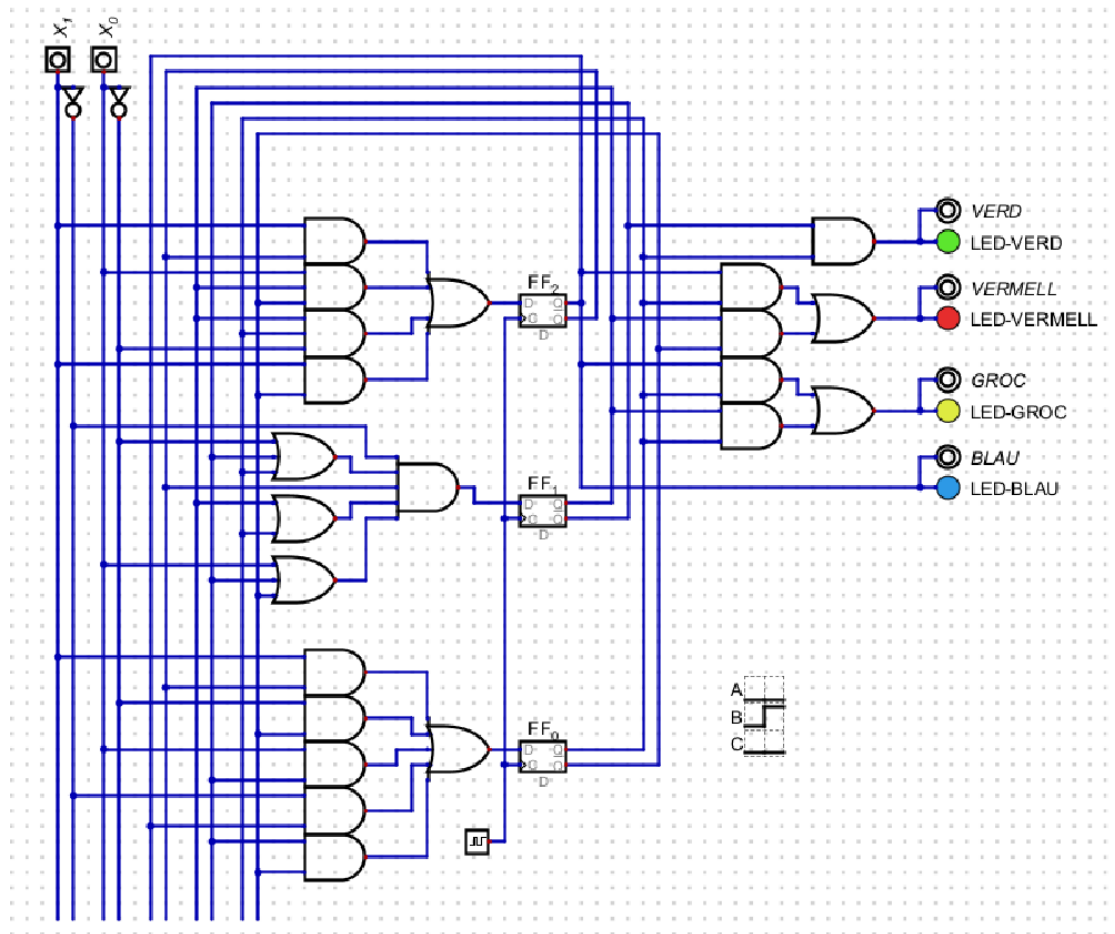 X1
X0
VERD
LED-VERD
FF2
D Q
C Q
D
VERMELL
LED-VERMELL
GROC
LED-GROC
BLAU
LED-BLAU
FF1
D Q
C Q
D
A
B
C
FF0
D Q
C Q
D